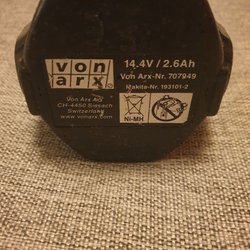 von
arx
14.4V / 2.6Ah
Von Arx-Nr. 707949
Makita-Nr. 193101-2
Von Arx AG
CH-4450 Sissach
Switzerland
www.vonarx.com
Ni-MH